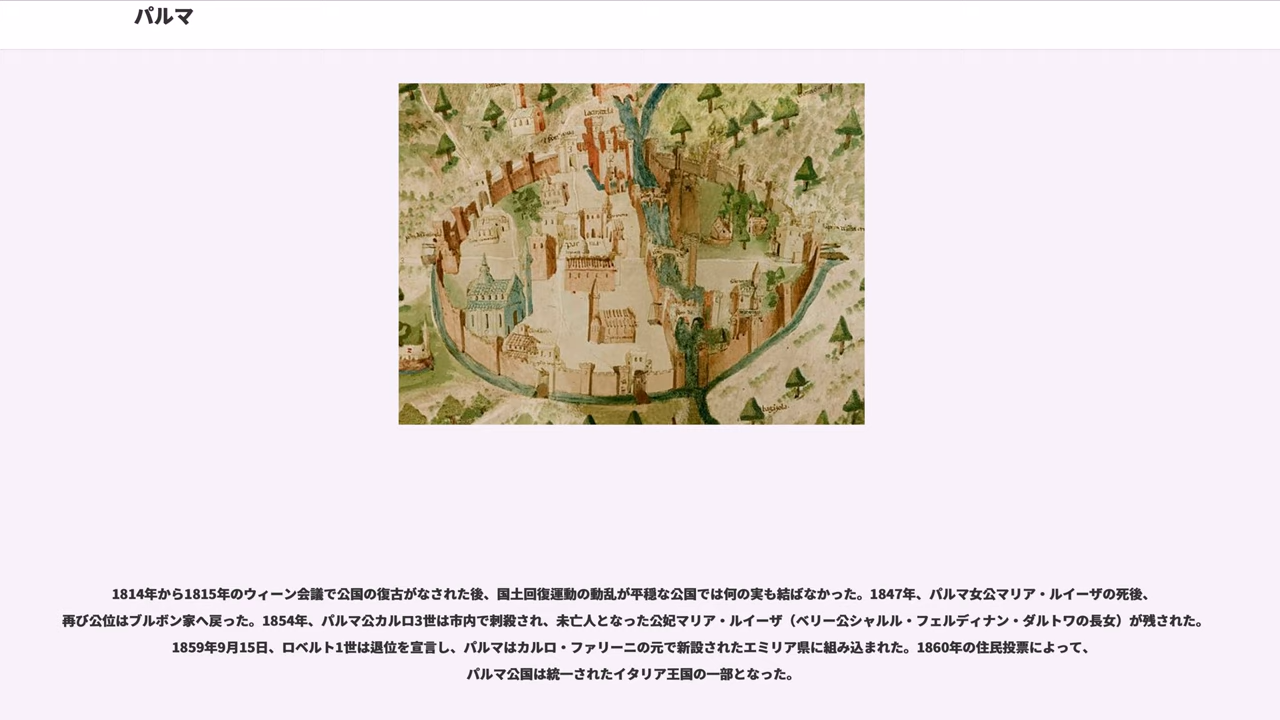 パルマ
1814年から1815年のウィーン会議で公国の復古がなされた後、国土回復運動の動乱が平穏な公国では何の実も結ばなかった。1847年、パルマ女公マリア・ルイーザの死後、
再び公位はブルボン家へ戻った。1854年、パルマ公カルロ3世は市内で刺殺され、未亡人となった公妃マリア・ルイーザ（ベリー公シャルル・フェルディナン・ダルトワの長女）が残された。
1859年9月15日、ロベルト1世は退位を宣言し、パルマはカルロ・ファリーニの元で新設されたエミリア県に組み込まれた。1860年の住民投票によって、
パルマ公国は統一されたイタリア王国の一部となった。